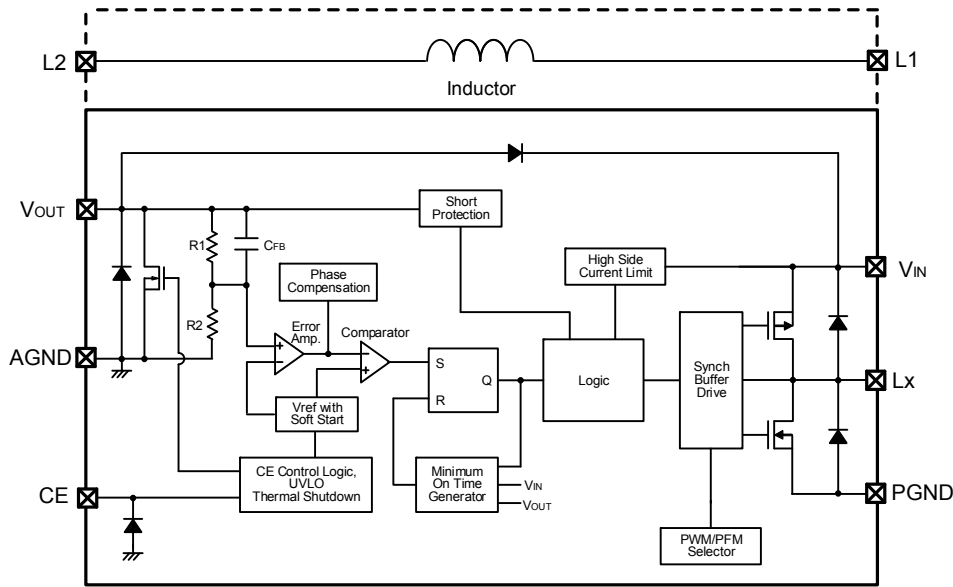 L2
L1
Inductor
VOUT
Short
Protection
R1
CFB
High Side
Current Limit
VIN
Phase
Compensation
R2
Error
Amp.
Comparator
AGND
+
−
−
+
S
Q
R
Logic
Synch
Buffer
Drive
Lx
Vref with
Soft Start
CE Control Logic,
UVLO
Thermal Shutdown
Minimum
On Time
Generator
VIN
VOUT
CE
PGND
PWM/PFM
Selector